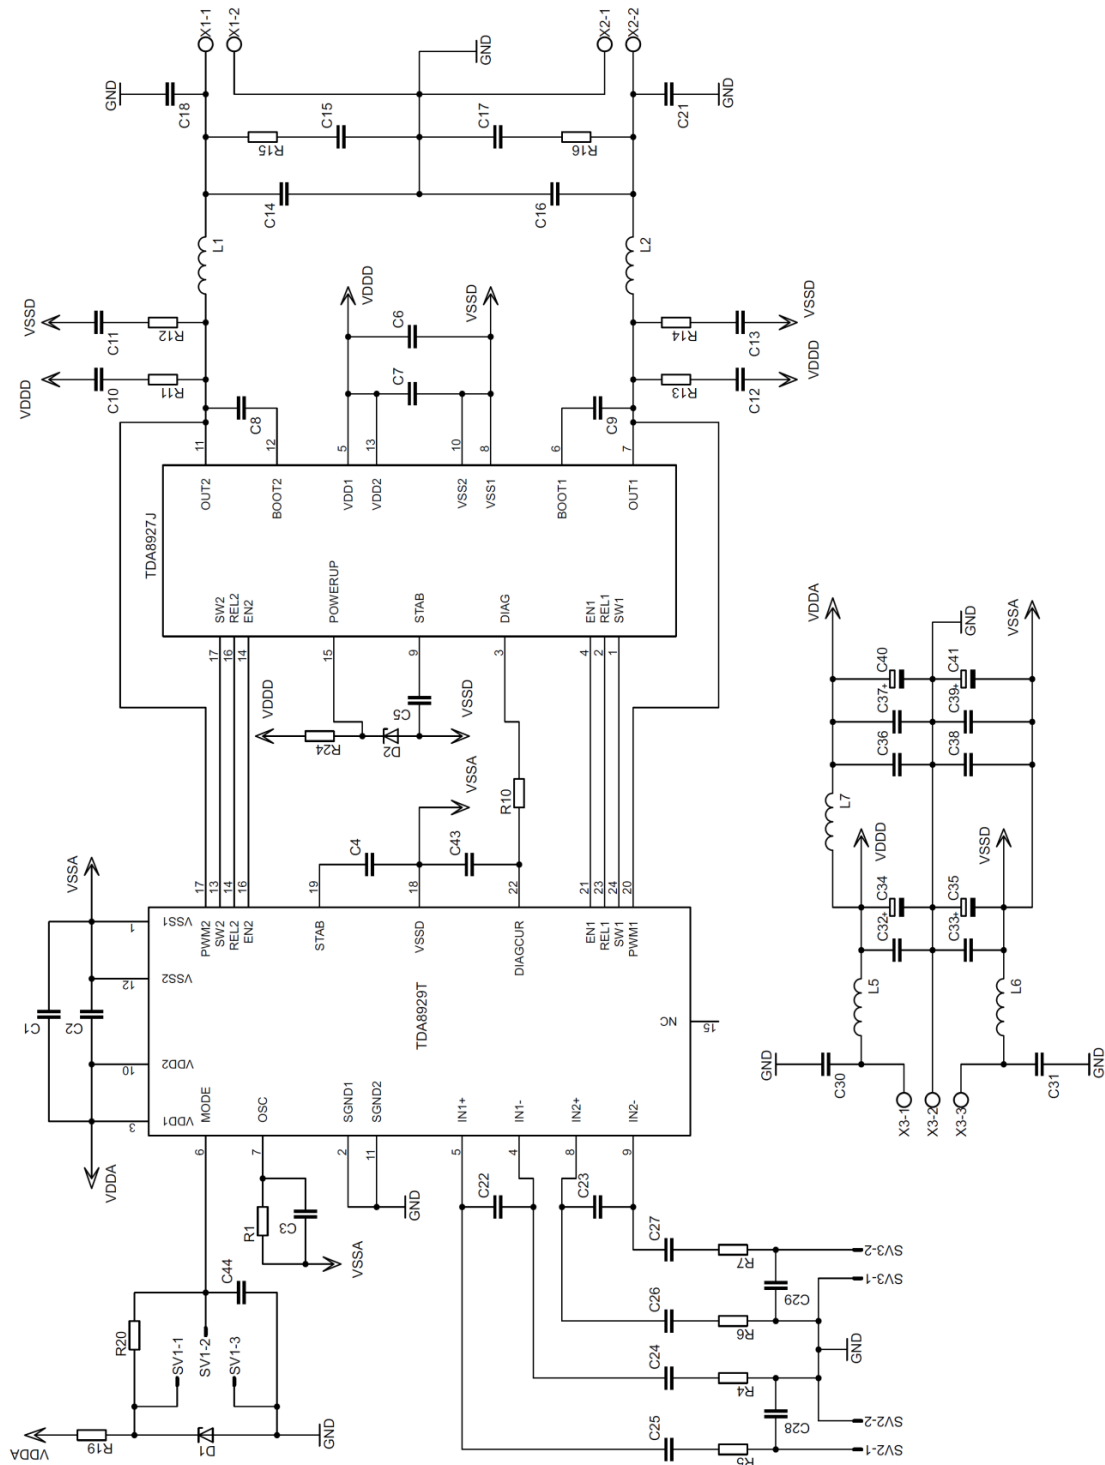 X1-1
X1-2
X2-1
X2-2
GND
C18
GND
C21
GND
R15
C15
C17
R16
C14
C16
L1
L2
VSSD
C11
R12
VDDD
C10
R11
VDDD
C6
VSSD
C7
R14
C13
VSSD
R13
C12
VDDD
C8
C9
11
12
5
13
10
8
6
7
TDA8927J
OUT2
BOOT2
VDD1
VDD2
VSS2
VSS1
BOOT1
OUT1
SW2
REL2
EN2
POWERUP
STAB
DIAG
EN1
REL1
SW1
17
16
14
15
9
3
4
2
1
VDDD
R24
D2
C5
VSSD
VSSA
R10
C4
C43
VSSA
17
13
14
16
19
18
22
21
23
24
20
C1
C2
1
12
10
3
VSS1
VSS2
VDD2
VDD1
PWM2
SW2
REL2
EN2
STAB
VSSD
DIAGCUR
EN1
REL1
SW1
PWM1
TDA8929T
NC
15
MODE
OSC
SGND1
SGND2
IN1+
IN1-
IN2+
IN2-
6
7
2
11
5
4
8
9
VDDA
R1
C3
VSSA
GND
C22
C23
C44
R20
SV1-1
SV1-2
SV1-3
VDDA
R19
D1
GND
C27
R7
C26
R6
C29
C24
R4
C25
R5
C28
SV3-2
SV3-1
GND
SV2-2
SV2-1
VDDA
GND
VSSA
C40
C37
+
C41
C39
+
C36
C38
L7
VDDD
VSSD
C34
C32
+
C35
C33
+
L5
L6
GND
C30
C31
GND
X3-1
X3-2
X3-3